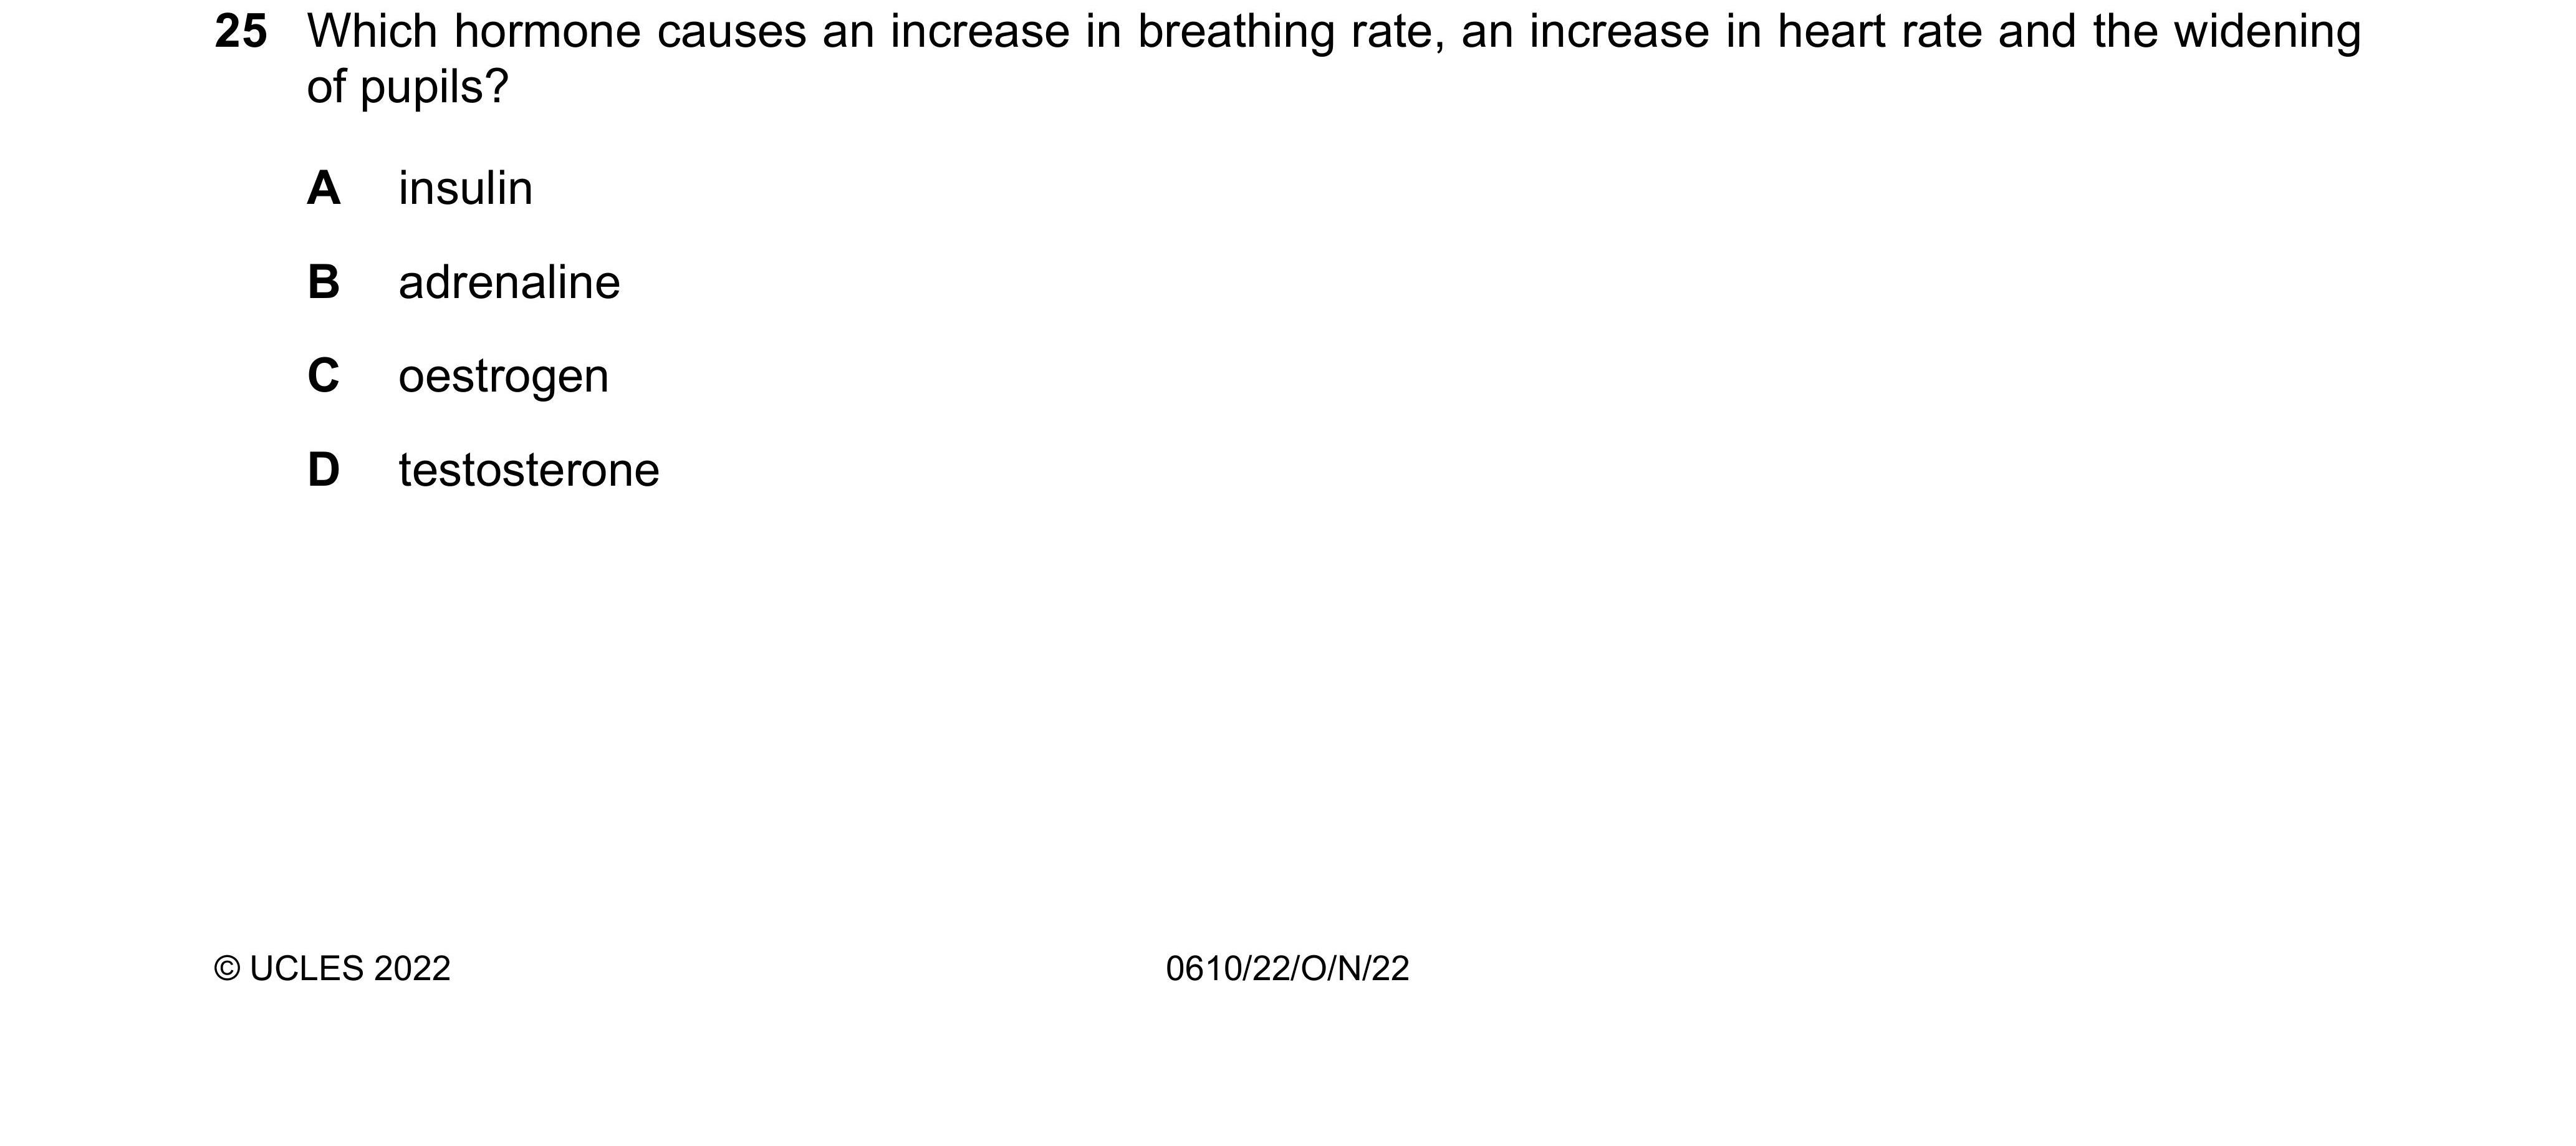 25 Which hormone causes an increase in breathing rate, an increase in heart rate and the widening
of pupils?
A insulin
B adrenaline
C oestrogen
D testosterone
© UCLES 2022 0610/22/O/N/22